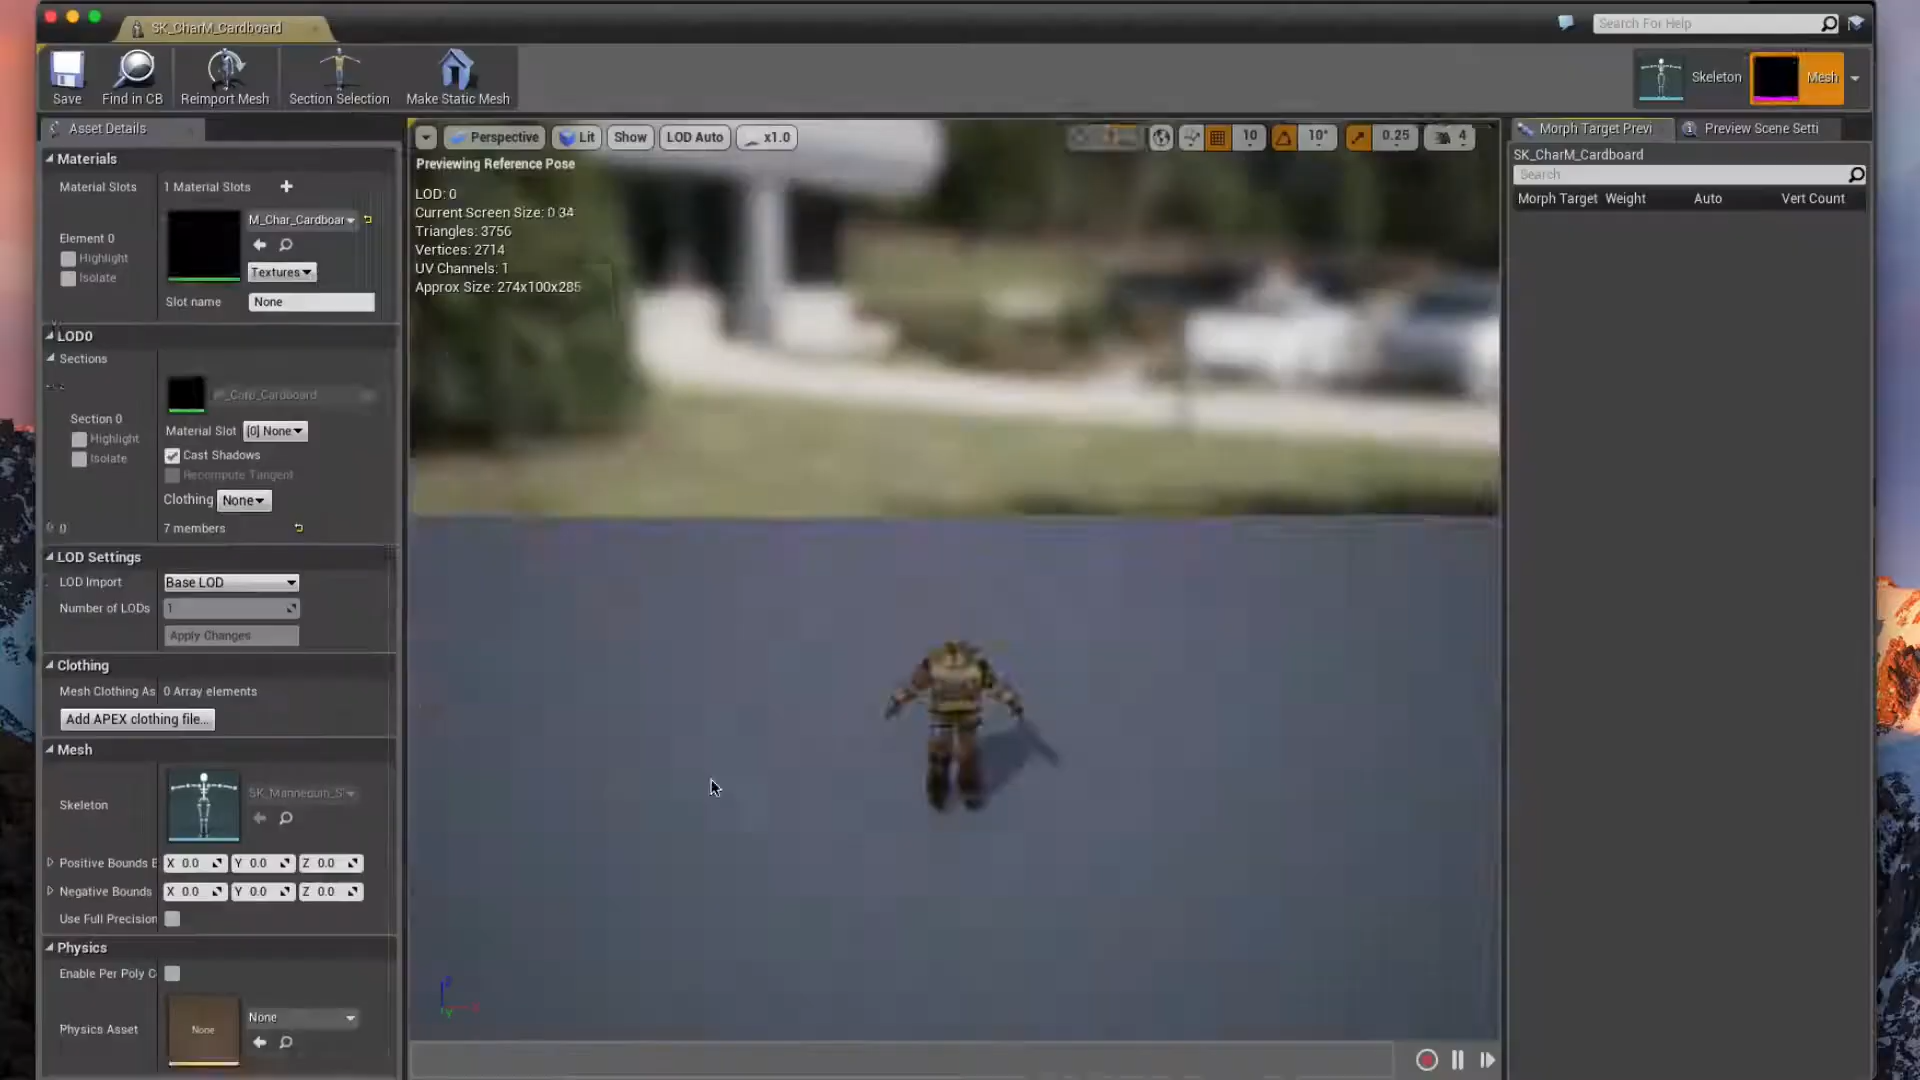 SK_CharM_Cardboard
Search For Help
Save
Find in CB
Reimport Mesh
Section Selection
Make Static Mesh
Skeleton
Mesh
Asset Details
Materials
Material Slots
1 Material Slots
M_Char_Cardboar
Element 0
Highlight
Isolate
Textures
Slot name
None
LOD0
Sections
Section 0
Highlight
Isolate
Material Slot
[0] None
Cast Shadows
Recompute Tangent
Clothing
None
0
7 members
LOD Settings
LOD Import
Base LOD
Number of LODs
1
Apply Changes
Clothing
Mesh Clothing As
0 Array elements
Add APEX clothing file...
Mesh
Skeleton
SK_Mannequin_S
Positive Bounds E
X 0.0
Y 0.0
Z 0.0
Negative Bounds
X 0.0
Y 0.0
Z 0.0
Use Full Precision
Physics
Enable Per Poly C
Physics Asset
None
None
Perspective
Lit
Show
LOD Auto
x1.0
10
10°
0.25
4
Previewing Reference Pose
LOD: 0
Current Screen Size: 0.34
Triangles: 3756
Vertices: 2714
UV Channels: 1
Approx Size: 274x100x285
Morph Target Previ
Preview Scene Setti
SK_CharM_Cardboard
Search
Morph Target
Weight
Auto
Vert Count